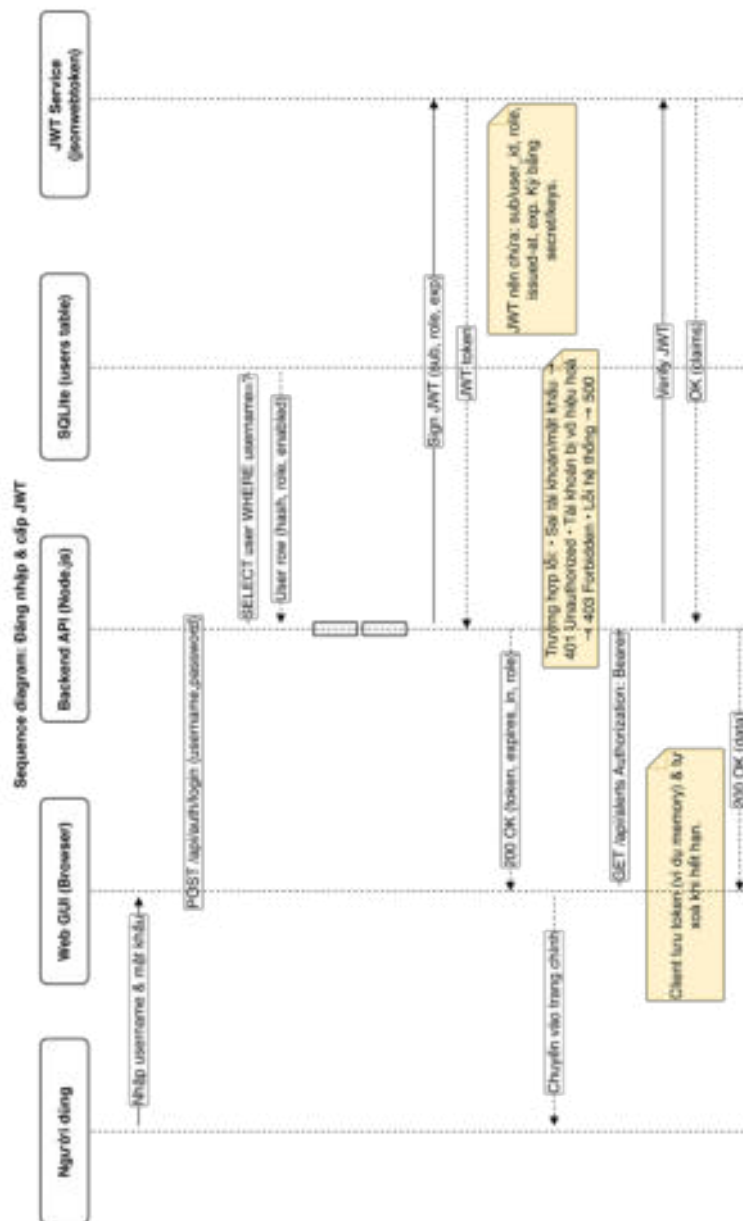 Sequence diagram: Đăng nhập & cấp JWT
Người dùng
Web GUI (Browser)
Backend API (Node.js)
SQLite (users table)
JWT Service
(jsonwebtoken)
Nhập username & mật khẩu
POST /api/auth/login (username,password)
SELECT user WHERE username=?
User row (hash, role, enabled)
Sign JWT (sub, role, exp)
JWT token
JWT nên chứa: sub/user_id, role,
issued-at, exp. Ký bằng
secret/keys.
200 OK (token, expires_in, role)
Chuyển vào trang chính
Trường hợp lỗi: • Sai tài khoản/mật khẩu →
401 Unauthorized • Tài khoản bị vô hiệu hoá
→ 403 Forbidden • Lỗi hệ thống → 500
GET /api/alerts Authorization: Bearer
Verify JWT
OK (claims)
Client lưu token (ví dụ memory) & tự
xoá khi hết hạn.
200 OK (data)